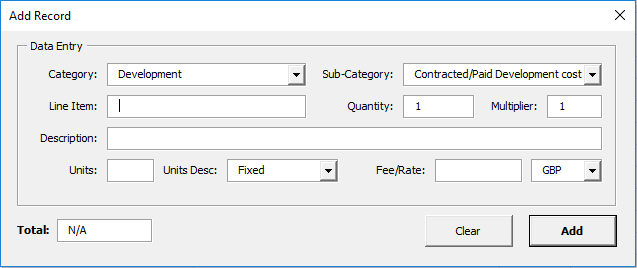 Add Record
Data Entry
Category: Development Sub-Category: Contracted/Paid Development cost
Line Item: Quantity: 1 Multiplier: 1
Description:
Units: Units Desc: Fixed Fee/Rate: GBP
Total: N/A Clear Add